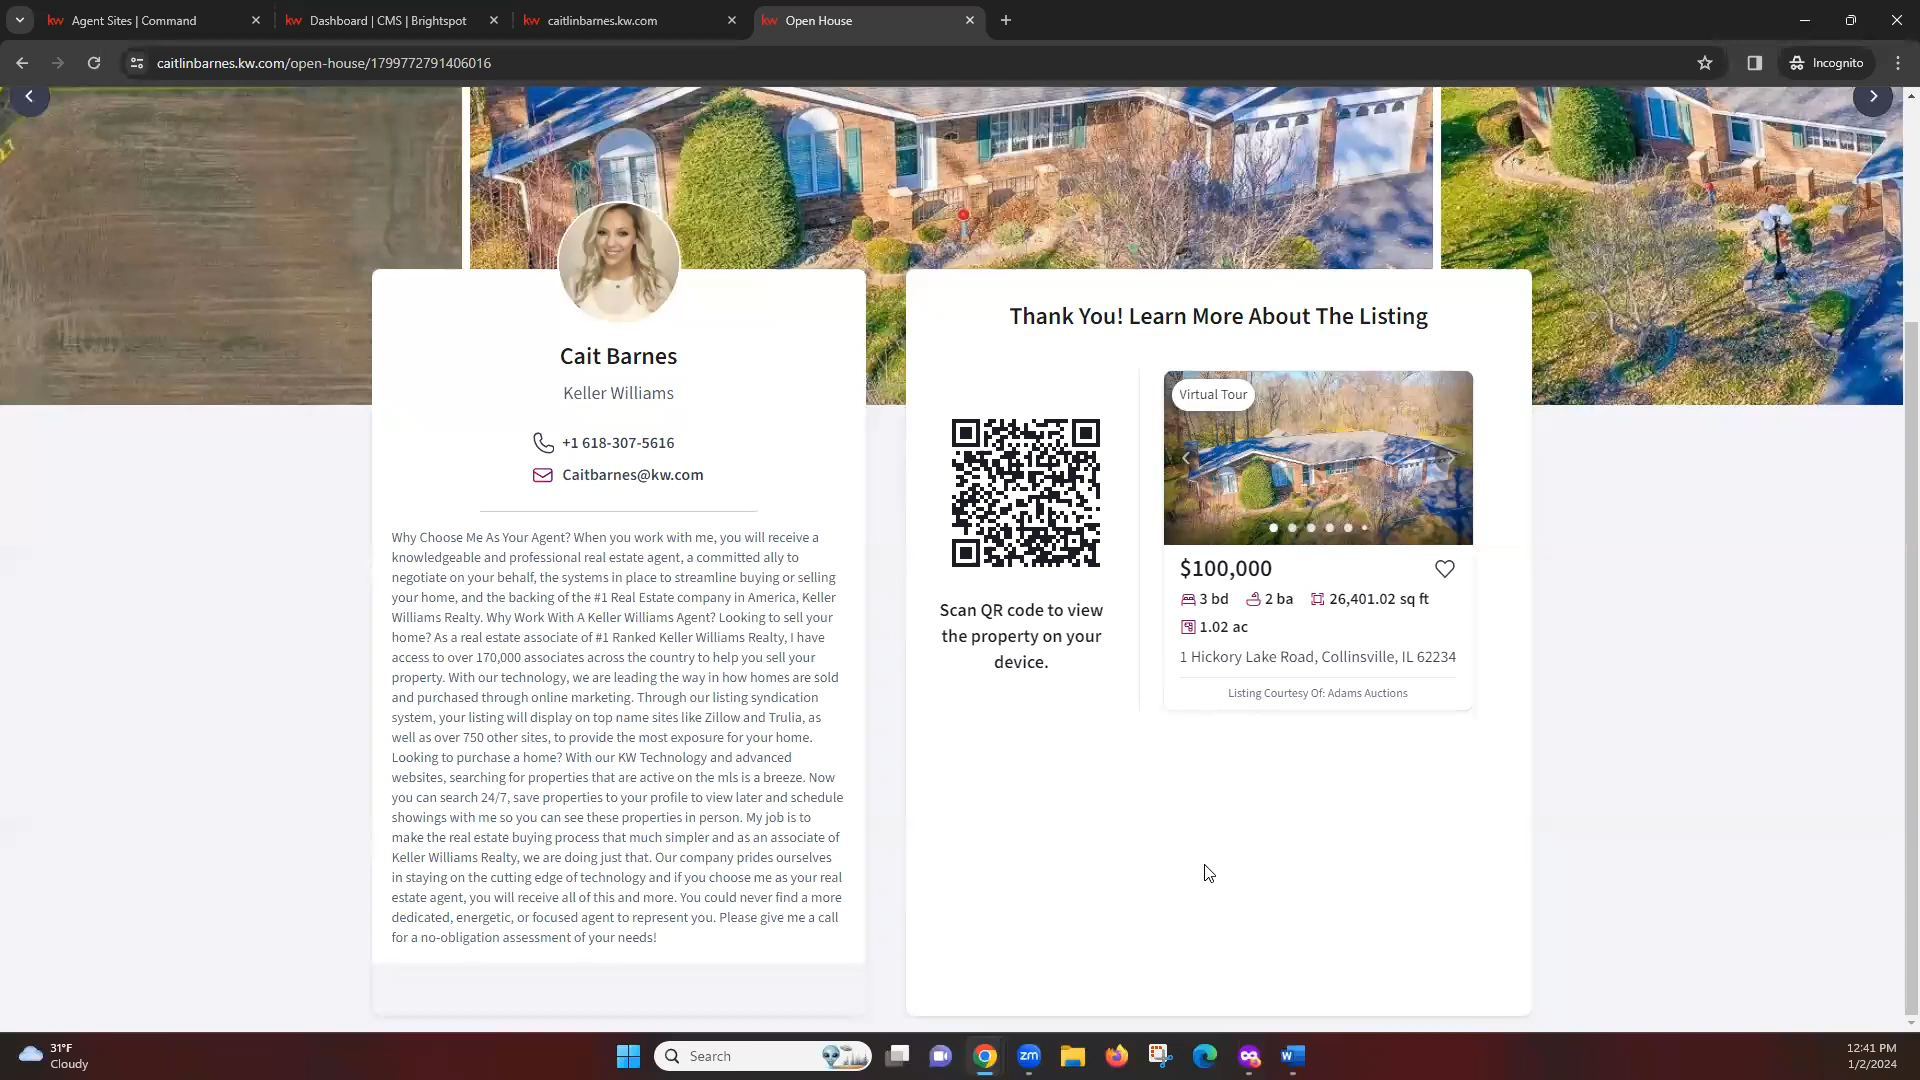 kw Agent Sites | Command
kw Dashboard | CMS | Brightspot
kw caitlinbarnes.kw.com
kw Open House
caitlinbarnes.kw.com/open-house/1799772791406016
Incognito
Cait Barnes
Keller Williams
+1 618-307-5616
Caitbarnes@kw.com
Why Choose Me As Your Agent? When you work with me, you will receive a
knowledgeable and professional real estate agent, a committed ally to
negotiate on your behalf, the systems in place to streamline buying or selling
your home, and the backing of the #1 Real Estate company in America, Keller
Williams Realty. Why Work With A Keller Williams Agent? Looking to sell your
home? As a real estate associate of #1 Ranked Keller Williams Realty, I have
access to over 170,000 associates across the country to help you sell your
property. With our technology, we are leading the way in how homes are sold
and purchased through online marketing. Through our listing syndication
system, your listing will display on top name sites like Zillow and Trulia, as
well as over 750 other sites, to provide the most exposure for your home.
Looking to purchase a home? With our KW Technology and advanced
websites, searching for properties that are active on the mls is a breeze. Now
you can search 24/7, save properties to your profile to view later and schedule
showings with me so you can see these properties in person. My job is to
make the real estate buying process that much simpler and as an associate of
Keller Williams Realty, we are doing just that. Our company prides ourselves
in staying on the cutting edge of technology and if you choose me as your real
estate agent, you will receive all of this and more. You could never find a more
dedicated, energetic, or focused agent to represent you. Please give me a call
for a no-obligation assessment of your needs!
Thank You! Learn More About The Listing
Scan QR code to view
the property on your
device.
Virtual Tour
$100,000
3 bd 2 ba 26,401.02 sq ft
1.02 ac
1 Hickory Lake Road, Collinsville, IL 62234
Listing Courtesy Of: Adams Auctions
31°F
Cloudy
Search
zm
12:41 PM
1/2/2024